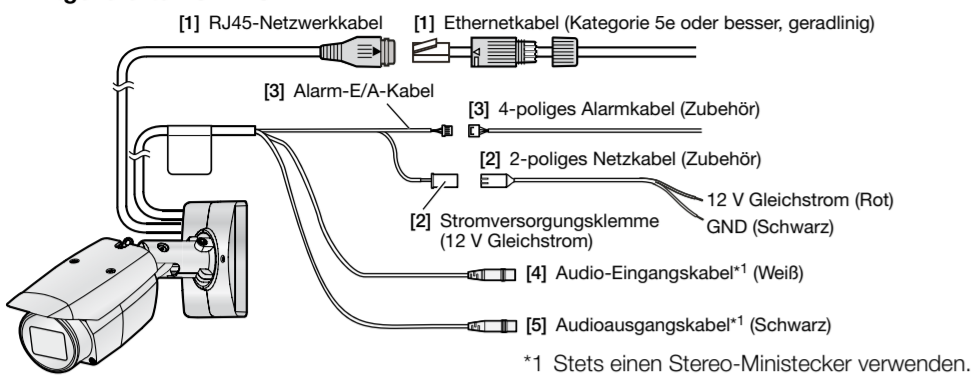 [1] RJ45-Netzwerkkabel
[1] Ethernetkabel (Kategorie 5e oder besser, geradlinig)
[3] Alarm-E/A-Kabel
[3] 4-poliges Alarmkabel (Zubehör)
[2] 2-poliges Netzkabel (Zubehör)
12 V Gleichstrom (Rot)
GND (Schwarz)
[2] Stromversorgungsklemme
(12 V Gleichstrom)
[4] Audio-Eingangskabel*1 (Weiß)
[5] Audioausgangskabel*1 (Schwarz)
*1 Stets einen Stereo-Ministecker verwenden.